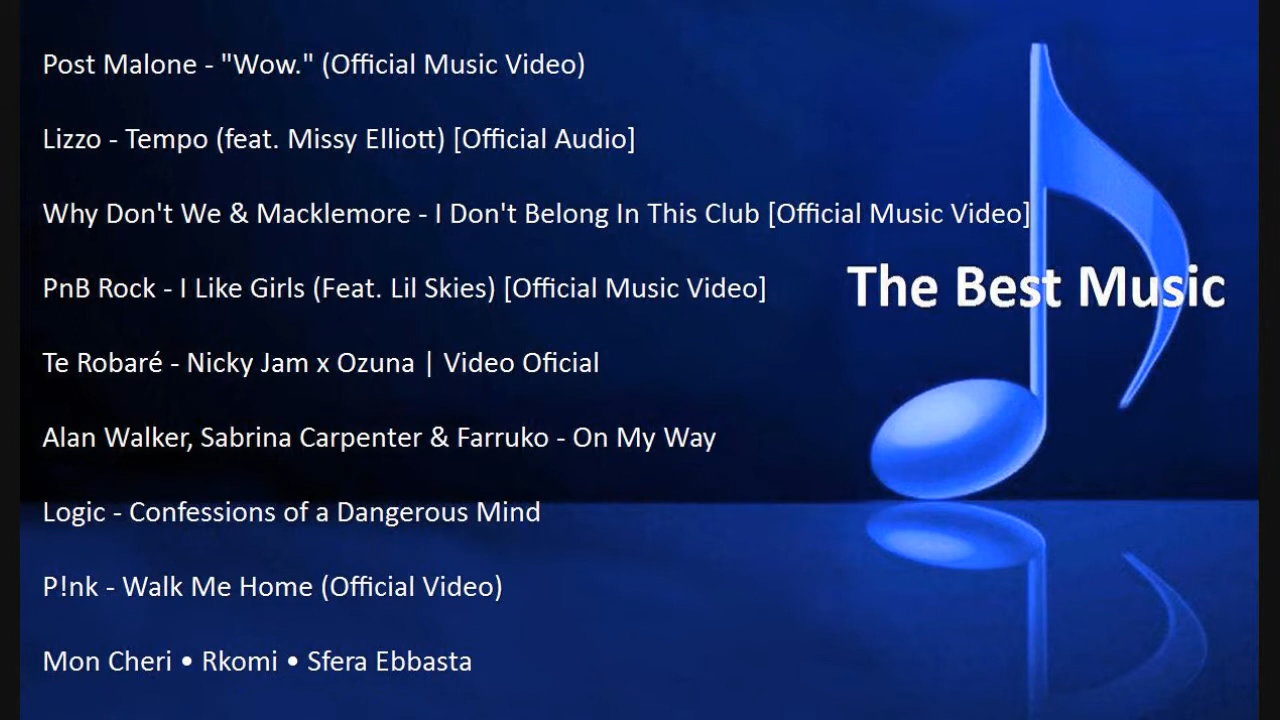 Post Malone - "Wow." (Official Music Video)
Lizzo - Tempo (feat. Missy Elliott) [Official Audio]
Why Don't We & Macklemore - I Don't Belong In This Club [Official Music Video]
PnB Rock - I Like Girls (Feat. Lil Skies) [Official Music Video]
The Best Music
Te Robaré - Nicky Jam x Ozuna | Video Oficial
Alan Walker, Sabrina Carpenter & Farruko - On My Way
Logic - Confessions of a Dangerous Mind
P!nk - Walk Me Home (Official Video)
Mon Cheri • Rkomi • Sfera Ebbasta